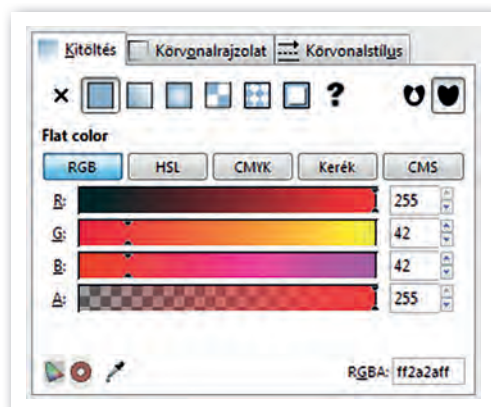 Kitöltés Körvonalrajzolat Körvonalstílus
× ?
Flat color
RGB HSL CMYK Kerék CMS
R: 255
G: 42
B: 42
A: 255
RGBA: ff2a2aff